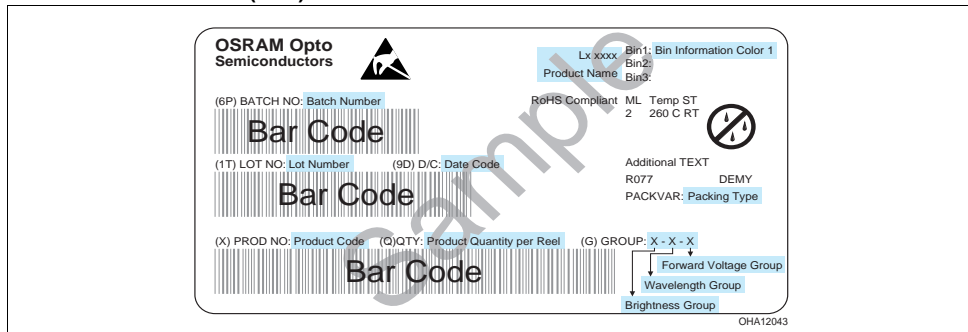 OSRAM Opto
Semiconductors
Lx xxxx
Product Name
Bin1: Bin Information Color 1
Bin2:
Bin3:
(6P) BATCH NO: Batch Number
Bar Code
RoHS Compliant ML Temp ST
2 260 C RT
(1T) LOT NO: Lot Number (9D) D/C: Date Code
Bar Code
Additional TEXT
R077 DEMY
PACKVAR: Packing Type
(X) PROD NO: Product Code (Q)QTY: Product Quantity per Reel (G) GROUP: X - X - X
Bar Code
Forward Voltage Group
Wavelength Group
Brightness Group
Sample
OHA12043